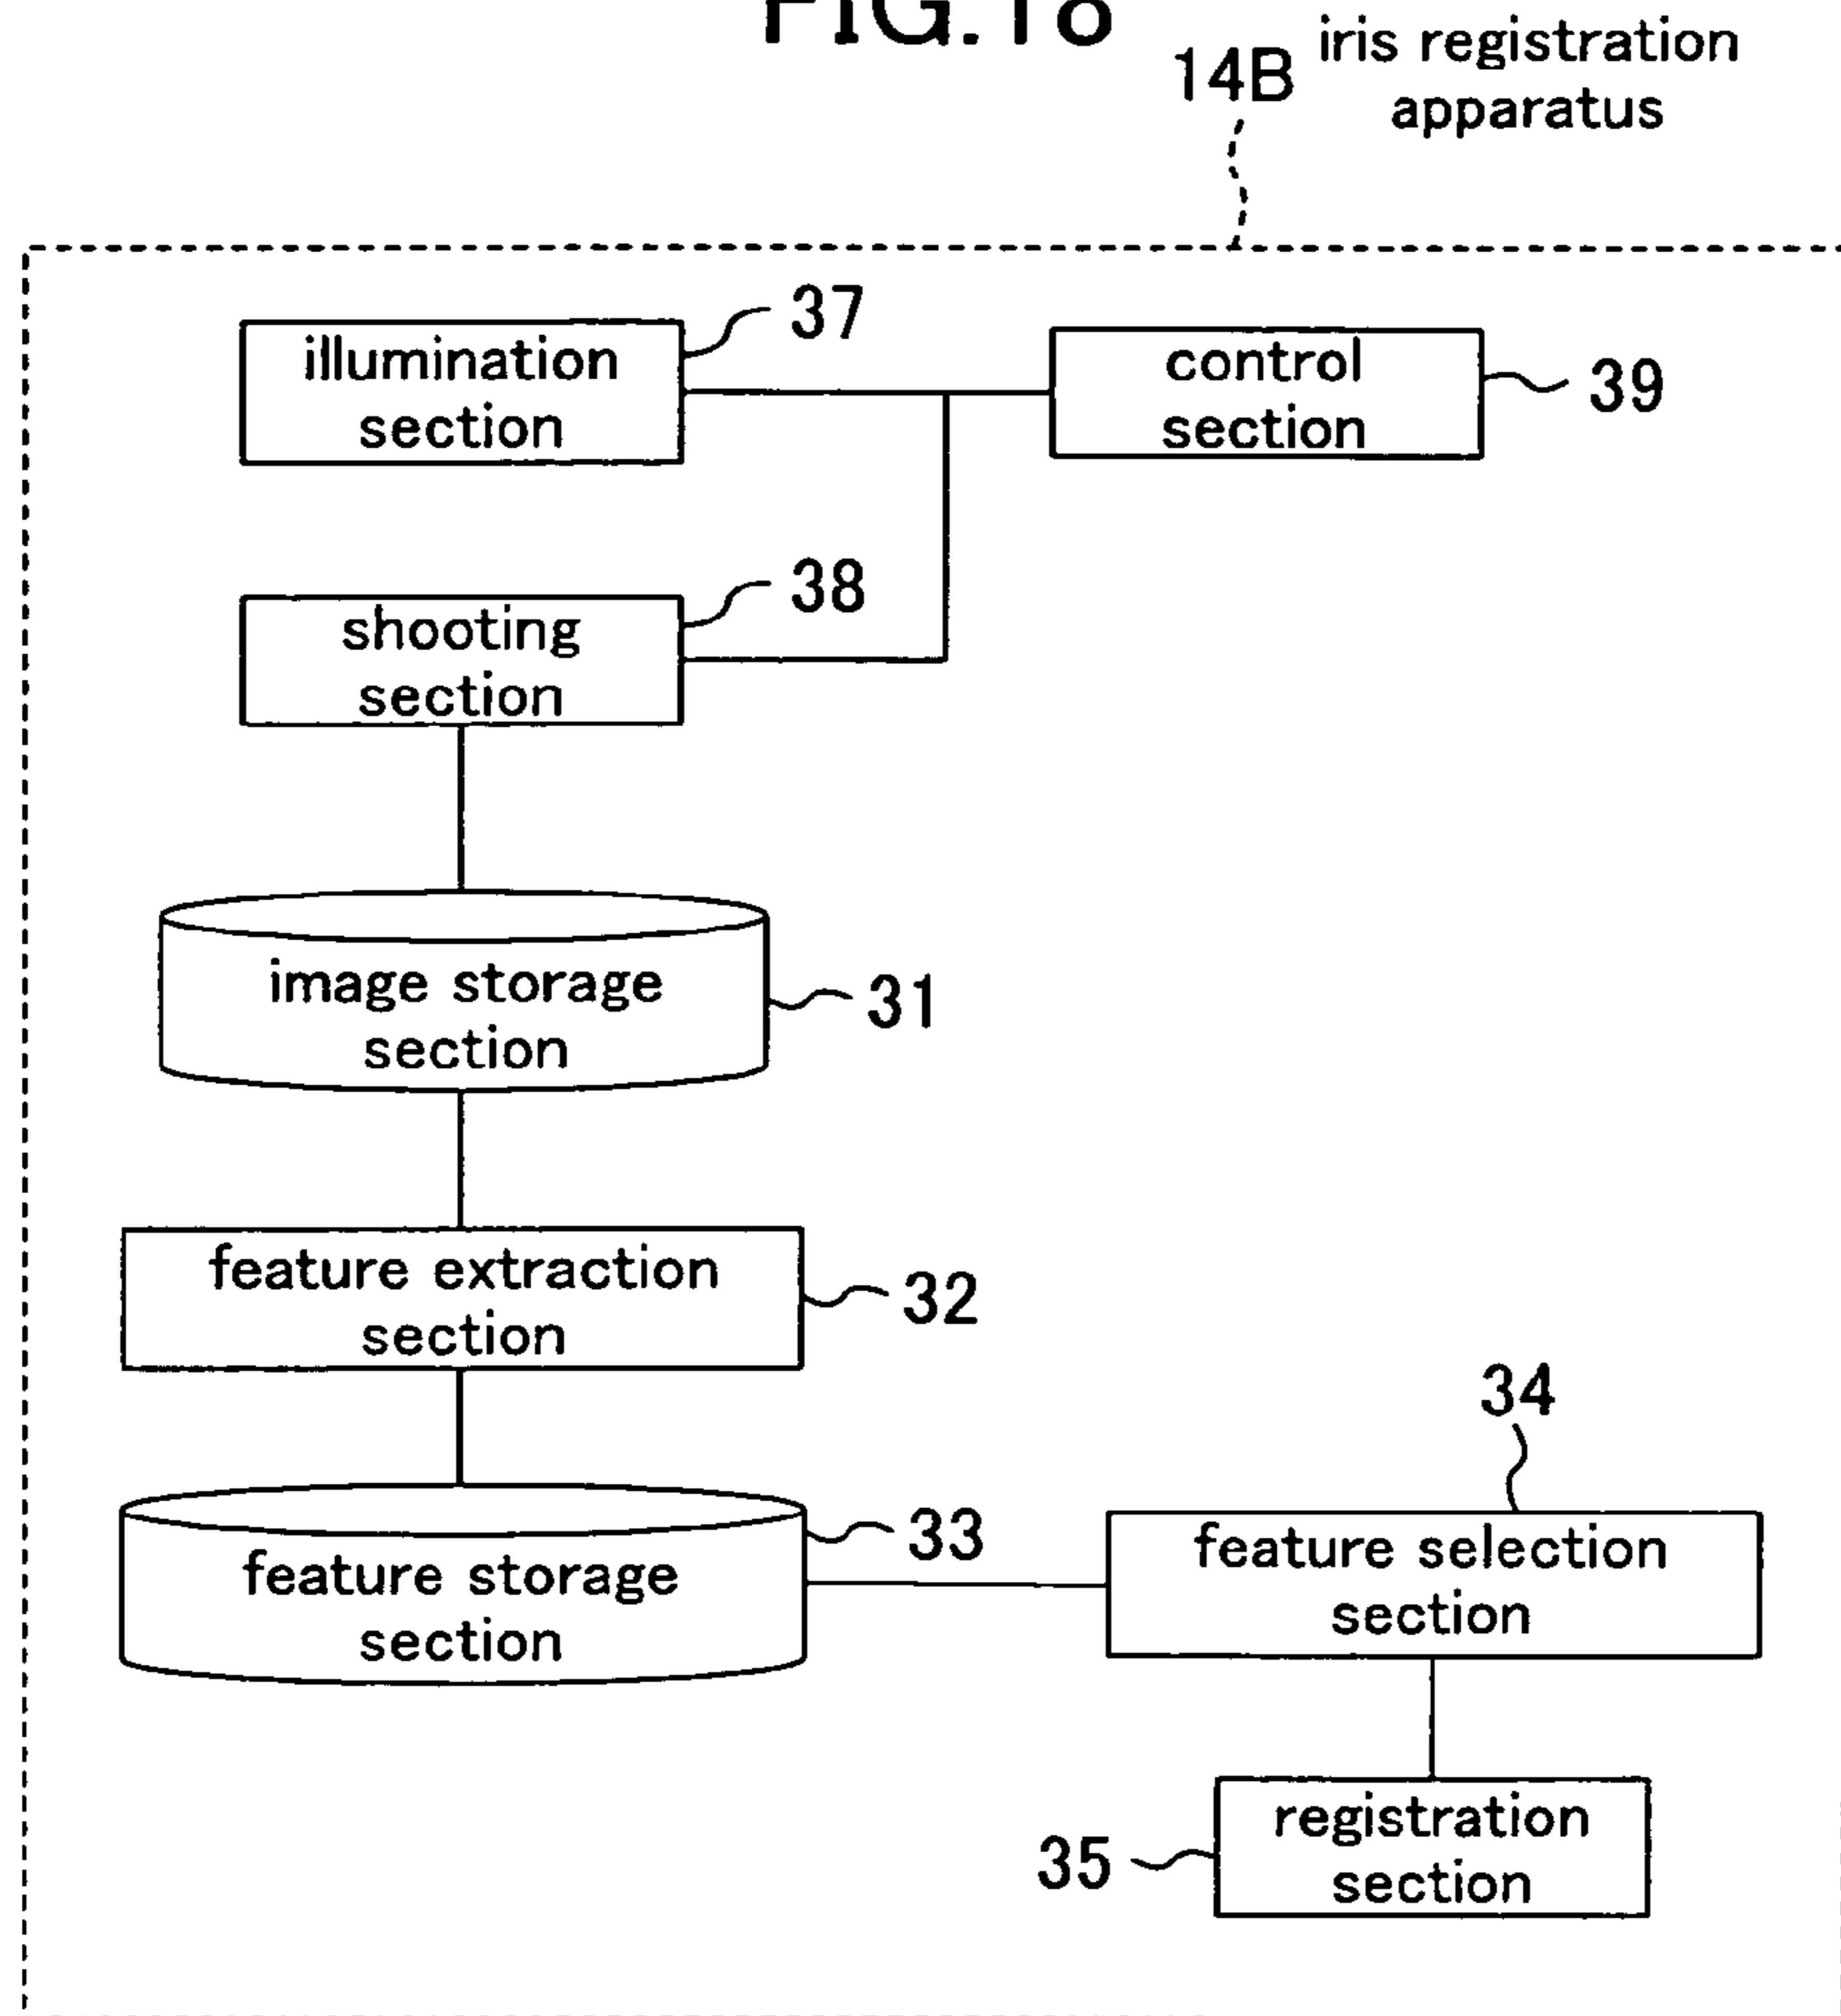 FIG.18
iris registration
apparatus
14B
37
illumination
section
control
section
39
38
shooting
section
image storage
section
31
feature extraction
section
32
34
33
feature storage
section
feature selection
section
registration
section
35